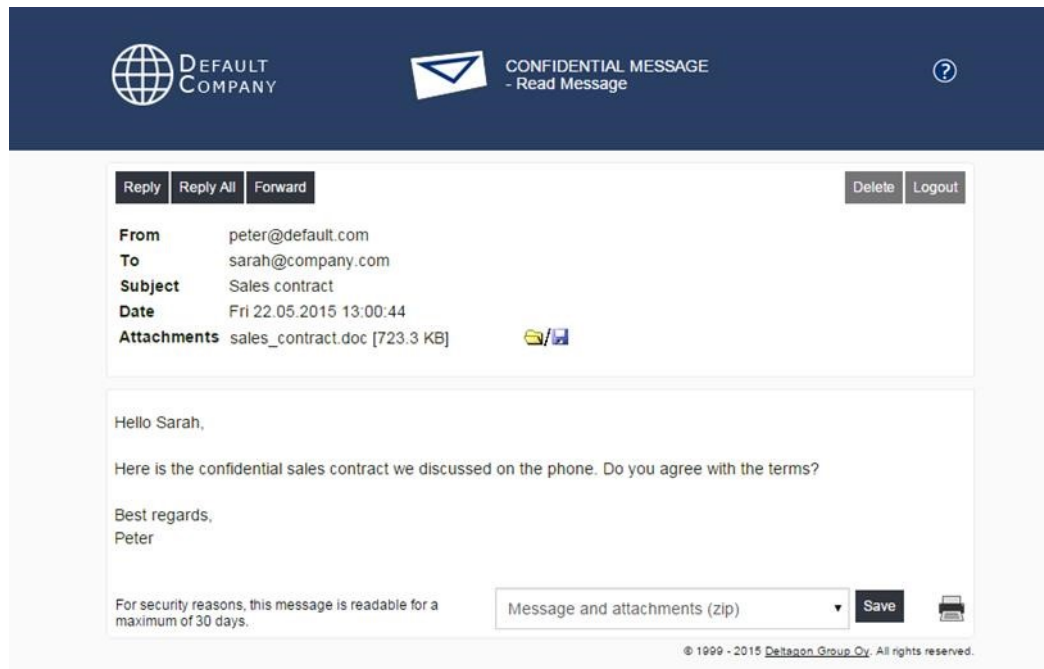 DEFAULT
COMPANY
CONFIDENTIAL MESSAGE
- Read Message
?
Reply Reply All Forward Delete Logout
From peter@default.com
To sarah@company.com
Subject Sales contract
Date Fri 22.05.2015 13:00:44
Attachments sales_contract.doc [723.3 KB] /
Hello Sarah,
Here is the confidential sales contract we discussed on the phone. Do you agree with the terms?
Best regards,
Peter
For security reasons, this message is readable for a
maximum of 30 days.
Message and attachments (zip) Save
© 1999 - 2015 Deltagon Group Oy. All rights reserved.